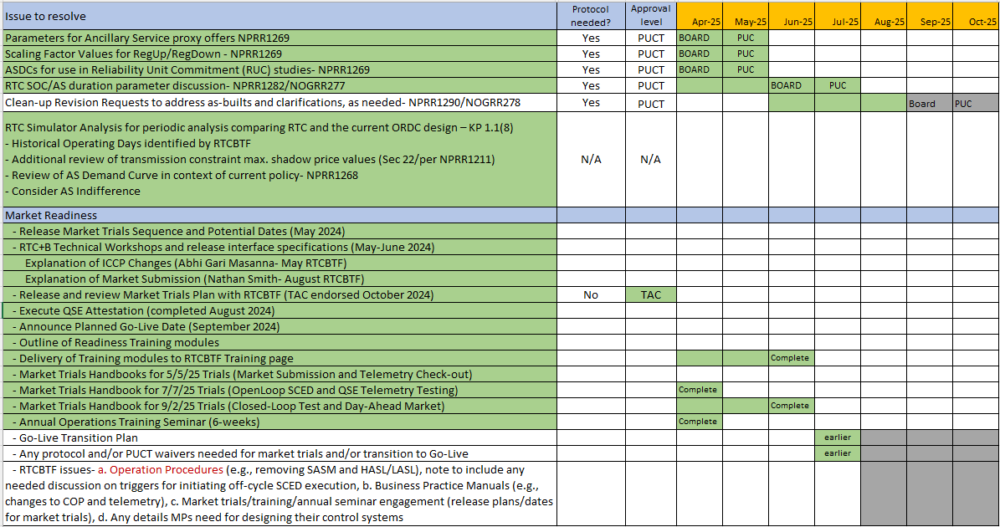 Issue to resolve Protocol needed? Approval level Apr-25 May-25 Jun-25 Jul-25 Aug-25 Sep-25 Oct-25
Parameters for Ancillary Service proxy offers NPRR1269 Yes PUCT BOARD PUC
Scaling Factor Values for RegUp/RegDown - NPRR1269 Yes PUCT BOARD PUC
ASDCs for use in Reliability Unit Commitment (RUC) studies- NPRR1269 Yes PUCT BOARD PUC
RTC SOC/AS duration parameter discussion- NPRR1282/NOGRR277 Yes PUCT BOARD PUC
Clean-up Revision Requests to address as-builts and clarifications, as needed- NPRR1290/NOGRR278 Yes PUCT Board PUC
RTC Simulator Analysis for periodic analysis comparing RTC and the current ORDC design – KP 1.1(8)
- Historical Operating Days identified by RTCBTF
- Additional review of transmission constraint max. shadow price values (Sec 22/per NPRR1211) N/A N/A
- Review of AS Demand Curve in context of current policy- NPRR1268
- Consider AS Indifference
Market Readiness
- Release Market Trials Sequence and Potential Dates (May 2024)
- RTC+B Technical Workshops and release interface specifications (May-June 2024)
Explanation of ICCP Changes (Abhi Gari Masanna- May RTCBTF)
Explanation of Market Submission (Nathan Smith- August RTCBTF)
- Release and review Market Trials Plan with RTCBTF (TAC endorsed October 2024) No TAC
- Execute QSE Attestation (completed August 2024)
- Announce Planned Go-Live Date (September 2024)
- Outline of Readiness Training modules
- Delivery of Training modules to RTCBTF Training page Complete
- Market Trials Handbooks for 5/5/25 Trials (Market Submission and Telemetry Check-out)
- Market Trials Handbook for 7/7/25 Trials (OpenLoop SCED and QSE Telemetry Testing) Complete
- Market Trials Handbook for 9/2/25 Trials (Closed-Loop Test and Day-Ahead Market) Complete
- Annual Operations Training Seminar (6-weeks) Complete
- Go-Live Transition Plan earlier
- Any protocol and/or PUCT waivers needed for market trials and/or transition to Go-Live earlier
- RTCBTF issues- a. Operation Procedures (e.g., removing SASM and HASL/LASL), note to include any
needed discussion on triggers for initiating off-cycle SCED execution, b. Business Practice Manuals (e.g.,
changes to COP and telemetry), c. Market trials/training/annual seminar engagement (release plans/dates
for market trials), d. Any details MPs need for designing their control systems